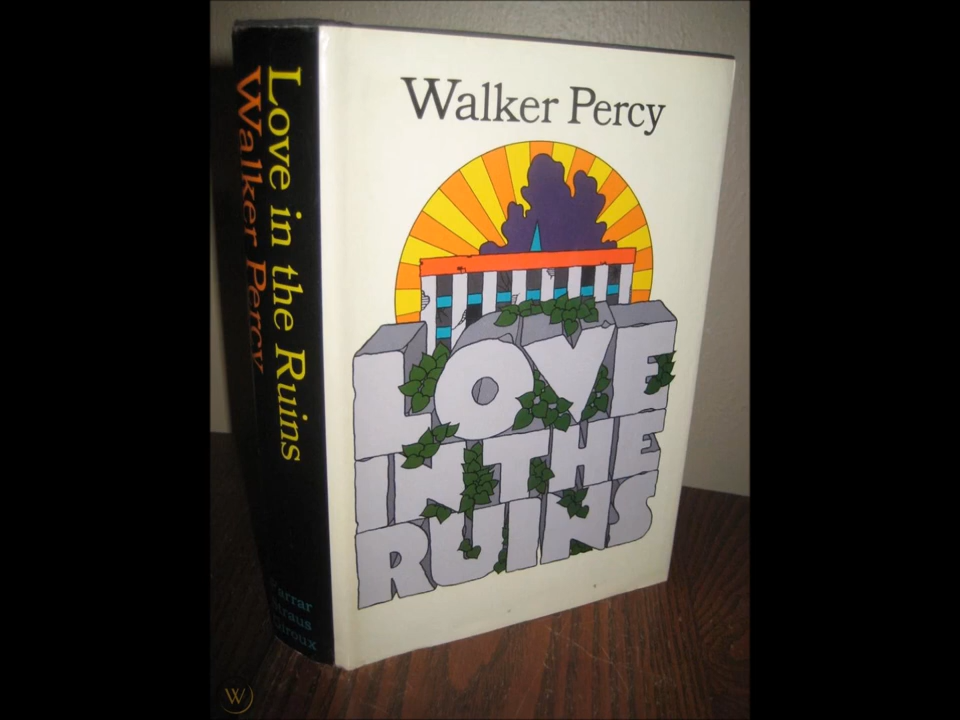 Love in the Ruins
Walker Percy
Farrar
Straus
Giroux
Walker Percy
LOVE
IN THE
RUINS
W